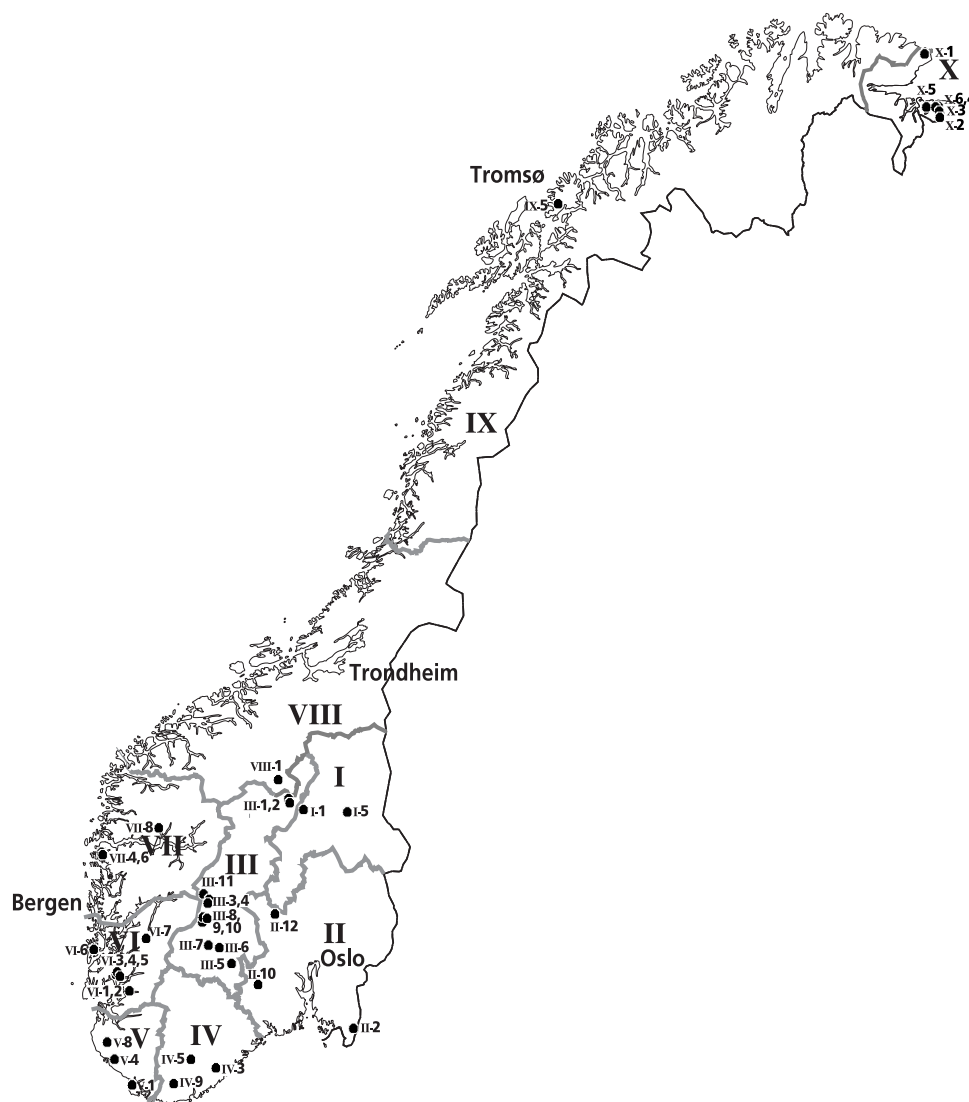 X-1
X
X-5
X-6,
X-3
X-2
Tromsø
IX-5
IX
Trondheim
VIII
VIII-1
I
III-1,2
I-1
I-5
VII-8
VII
VII-4,6
III
III-11
III-3,4
Bergen
III-8,
9,10
II-12
VI
VI-7
VI-6
II
III-7
III-6
Oslo
VI-3,4,5
III-5
II-10
VI-1,2
II-2
V
IV
V-8
V-4
IV-5
IV-3
V-1
IV-9